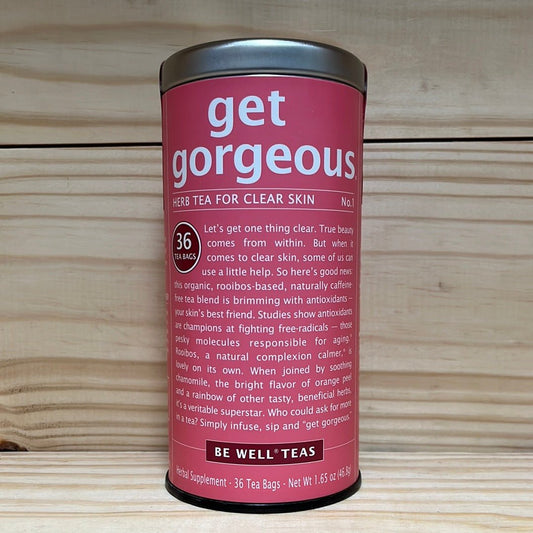 get
gorgeous.
HERB TEA FOR CLEAR SKIN No.1
36
TEA BAGS
Let's get one thing clear. True beauty
comes from within. But when it
comes to clear skin, some of us can
use a little help. So here's good news:
this organic, rooibos-based, naturally caffeine-
free tea blend is brimming with antioxidants —
your skin's best friend. Studies show antioxidants
are champions at fighting free-radicals — those
pesky molecules responsible for aging.*
Rooibos, a natural complexion calmer,* is
lovely on its own. When joined by soothing
chamomile, the bright flavor of orange peel
and a rainbow of other tasty, beneficial herbs,
it's a veritable superstar. Who could ask for more
in a tea? Simply infuse, sip and "get gorgeous."
BE WELL® TEAS
Herbal Supplement - 36 Tea Bags - Net Wt 1.65 oz (46.8g)